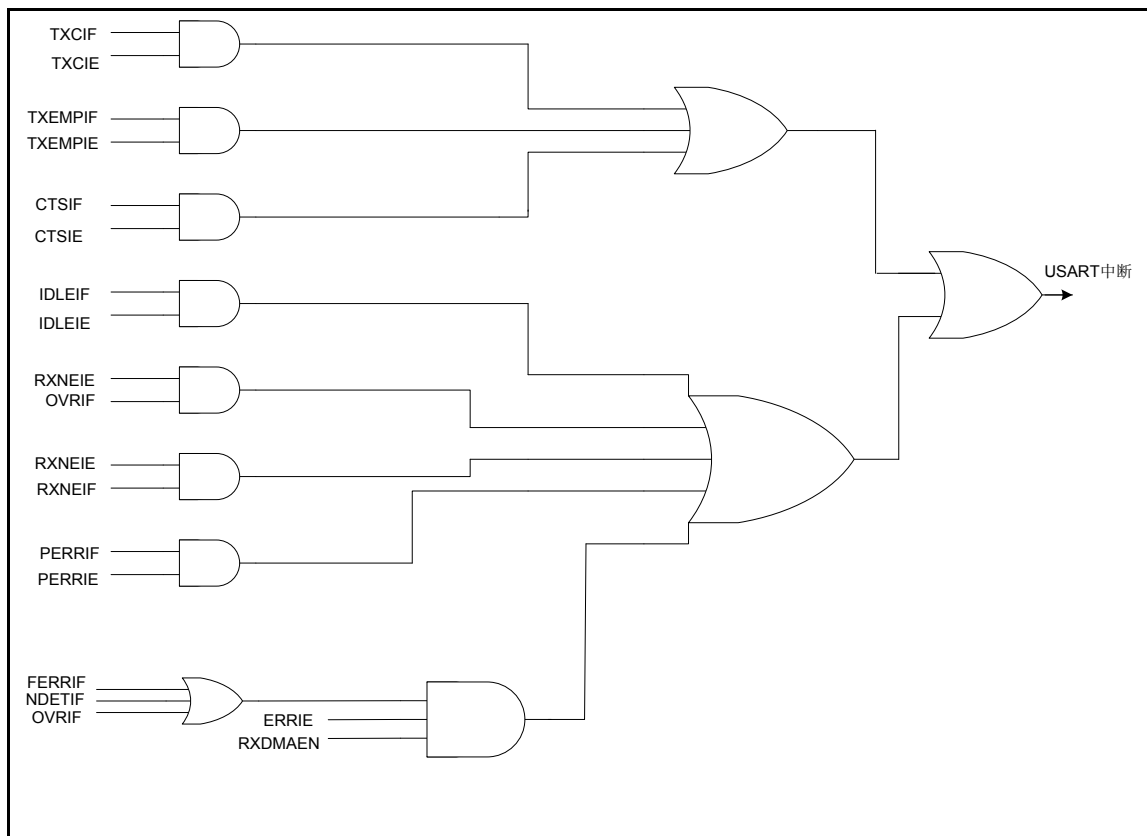 TXCIF
TXCIE
TXEMPIF
TXEMPIE
CTSIF
CTSIE
IDLEIF
IDLEIE
RXNEIE
OVRIF
RXNEIE
RXNEIF
PERRIF
PERRIE
FERRIF
NDETIF
OVRIF
ERRIE
RXDMAEN
USART中断